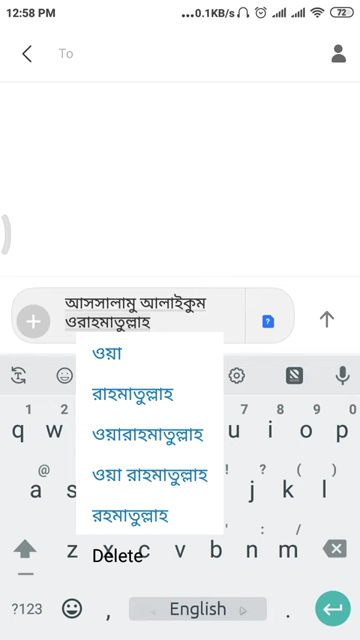 12:58 PM
...0.1KB/s
72
To
আসসালামু আলাইকুম
ওরাহমাতুল্লাহ
?
ওয়া
রাহমাতুল্লাহ
ওয়ারাহমাতুল্লাহ
ওয়া রাহমাতুল্লাহ
রহমাতুল্লাহ
Delete
1 2 7 8 9 0
q w u i o p
@ ! ? ( )
a s j k l
' : /
z x c v b n m
?123 , English .